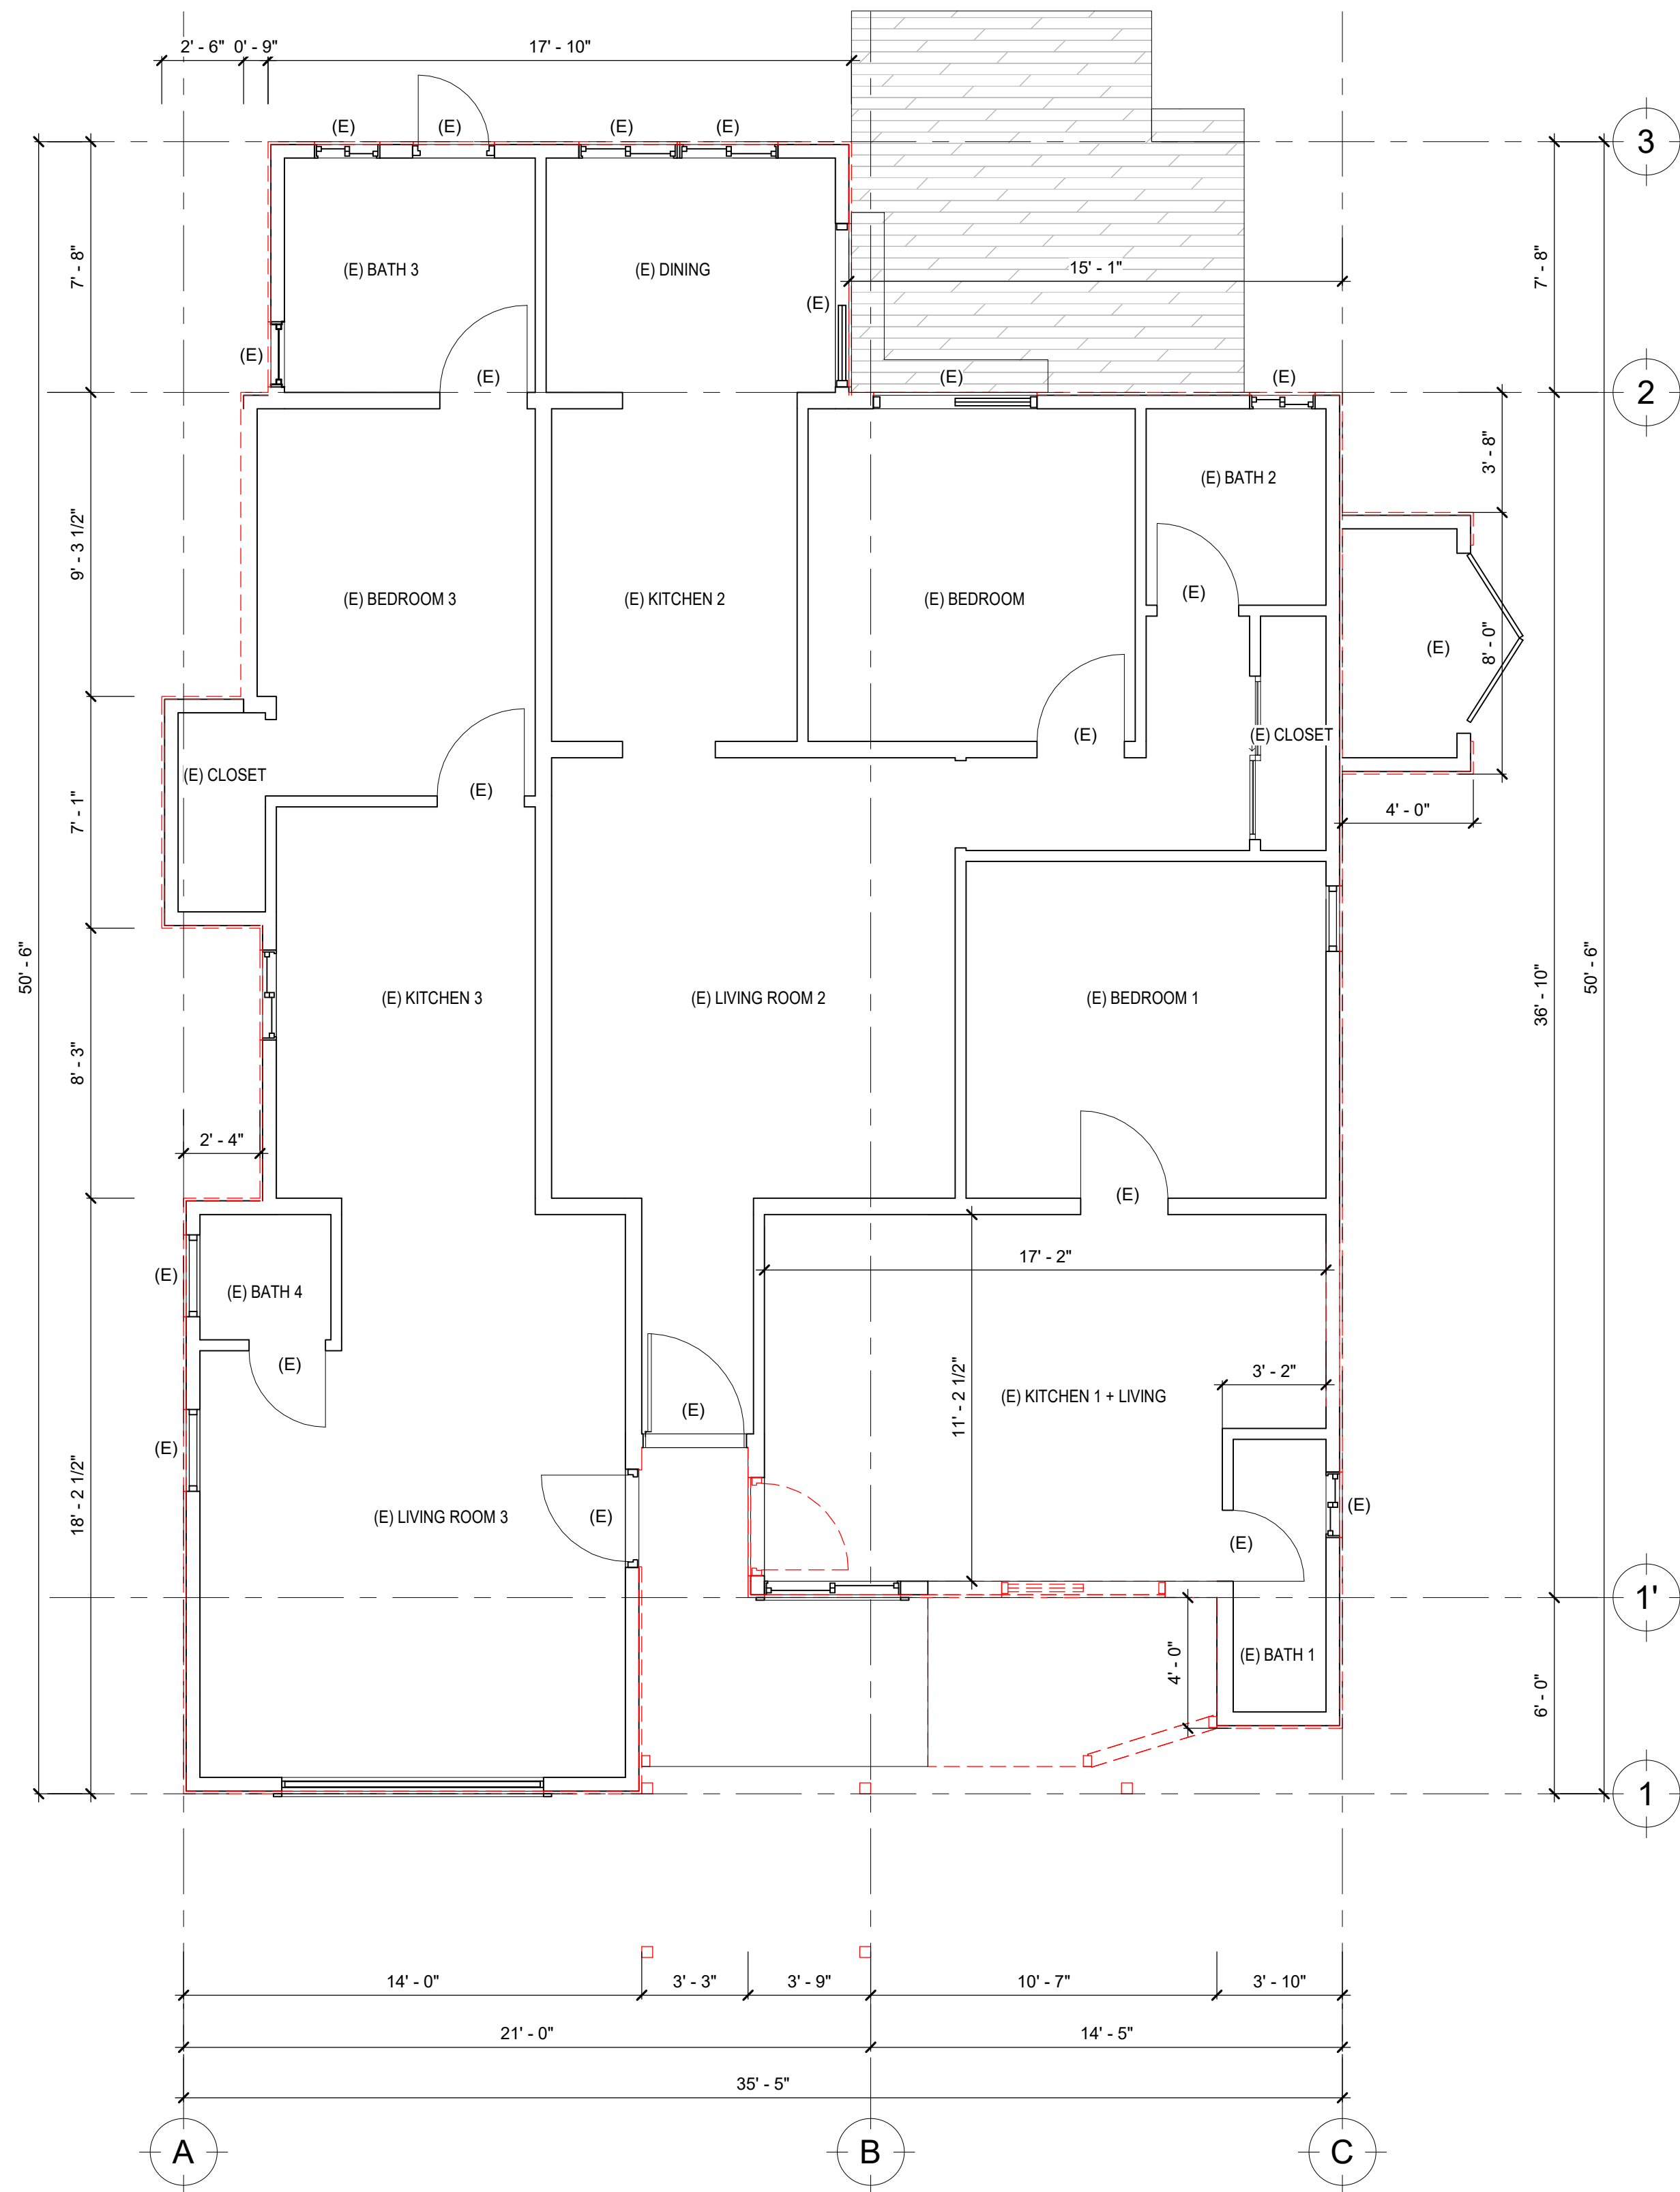 2' - 6" 0' - 9" 17' - 10"
(E) (E) (E) (E)
3
7' - 8"
(E) BATH 3
(E) DINING
15' - 1"
7' - 8"
(E)
(E)
(E)
(E)
(E)
2
3' - 8"
(E) BATH 2
9' - 3 1/2"
(E) BEDROOM 3
(E) KITCHEN 2
(E) BEDROOM
(E)
(E)
8' - 0"
(E) CLOSET
(E)
(E)
(E) CLOSET
7' - 1"
4' - 0"
50' - 6"
(E) KITCHEN 3
(E) LIVING ROOM 2
(E) BEDROOM 1
36' - 10"
50' - 6"
8' - 3"
2' - 4"
(E)
17' - 2"
(E)
(E) BATH 4
(E)
3' - 2"
11' - 2 1/2"
(E) KITCHEN 1 + LIVING
(E)
(E)
18' - 2 1/2"
(E) LIVING ROOM 3
(E)
(E)
(E)
1'
4' - 0"
(E) BATH 1
6' - 0"
1
14' - 0" 3' - 3" 3' - 9" 10' - 7" 3' - 10"
21' - 0" 14' - 5"
35' - 5"
A B C